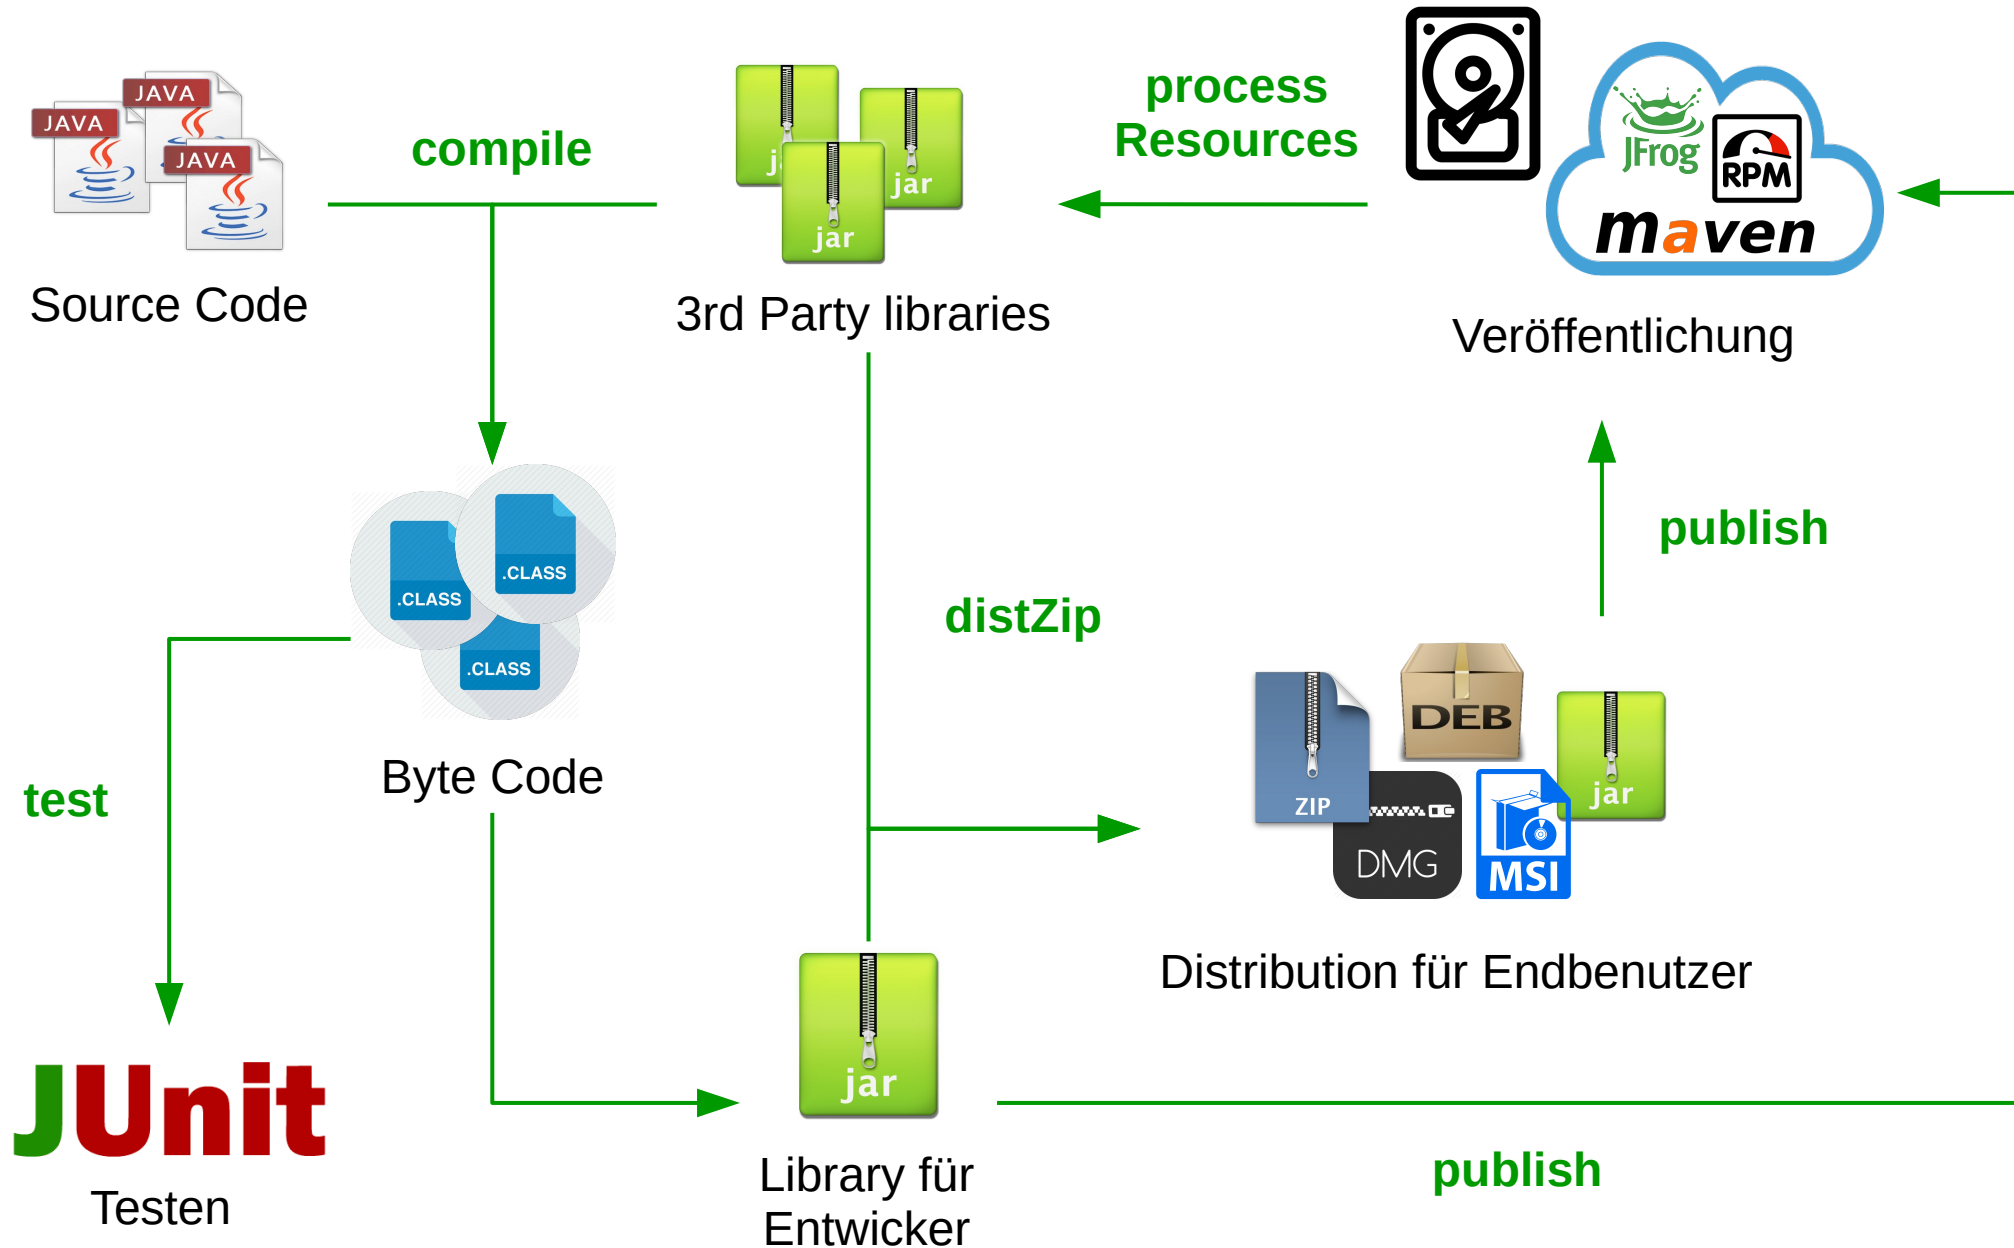 JAVA
JAVA
JAVA
Source Code
compile
j
jar
jar
3rd Party libraries
process
Resources
JFrog
RPM
maven
Veröffentlichung
.CLASS
.CLASS
.CLASS
Byte Code
test
JUnit
Testen
distZip
publish
ZIP
DEB
jar
DMG
MSI
Distribution für Endbenutzer
jar
Library für
Entwicker
publish